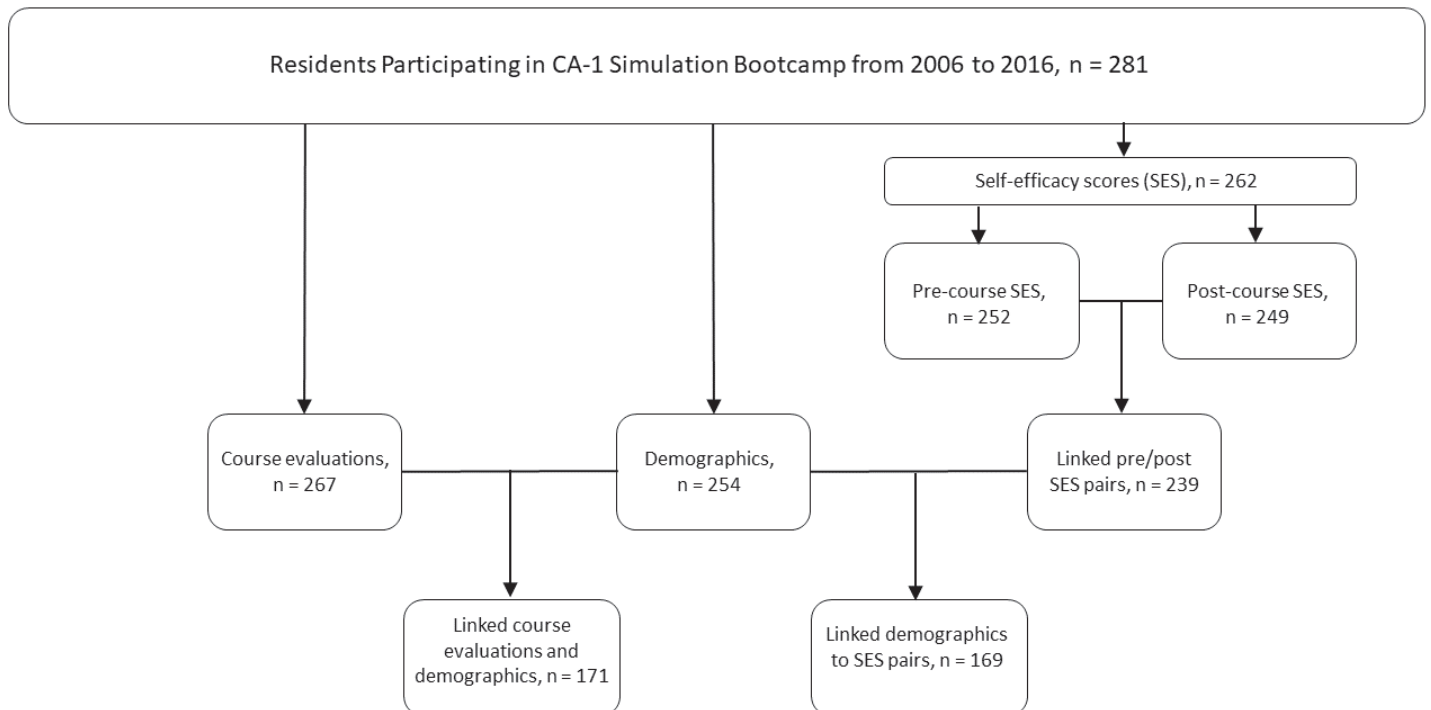 Residents Participating in CA-1 Simulation Bootcamp from 2006 to 2016, n = 281
Self-efficacy scores (SES), n = 262
Pre-course SES,
n = 252
Post-course SES,
n = 249
Course evaluations,
n = 267
Demographics,
n = 254
Linked pre/post
SES pairs, n = 239
Linked course
evaluations and
demographics, n = 171
Linked demographics
to SES pairs, n = 169